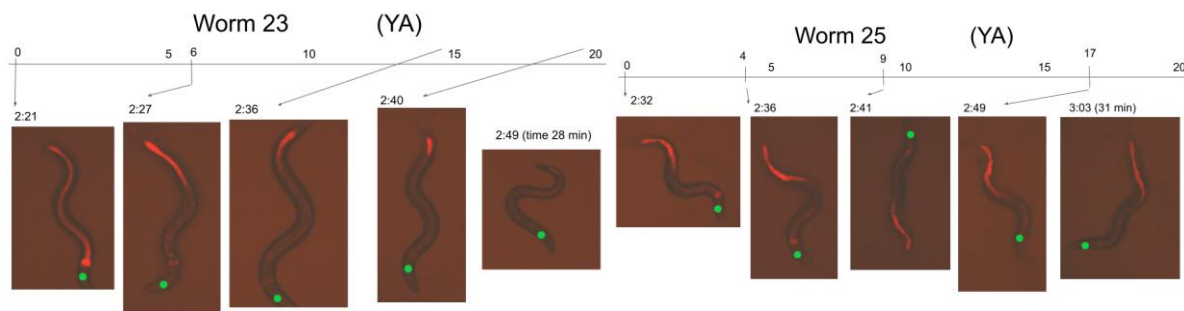 Worm 23 (YA)
0 5 6 10 15 20
2:21 2:27 2:36 2:40 2:49 (time 28 min)
Worm 25 (YA)
0 4 5 9 10 15 17 20
2:32 2:36 2:41 2:49 3:03 (31 min)